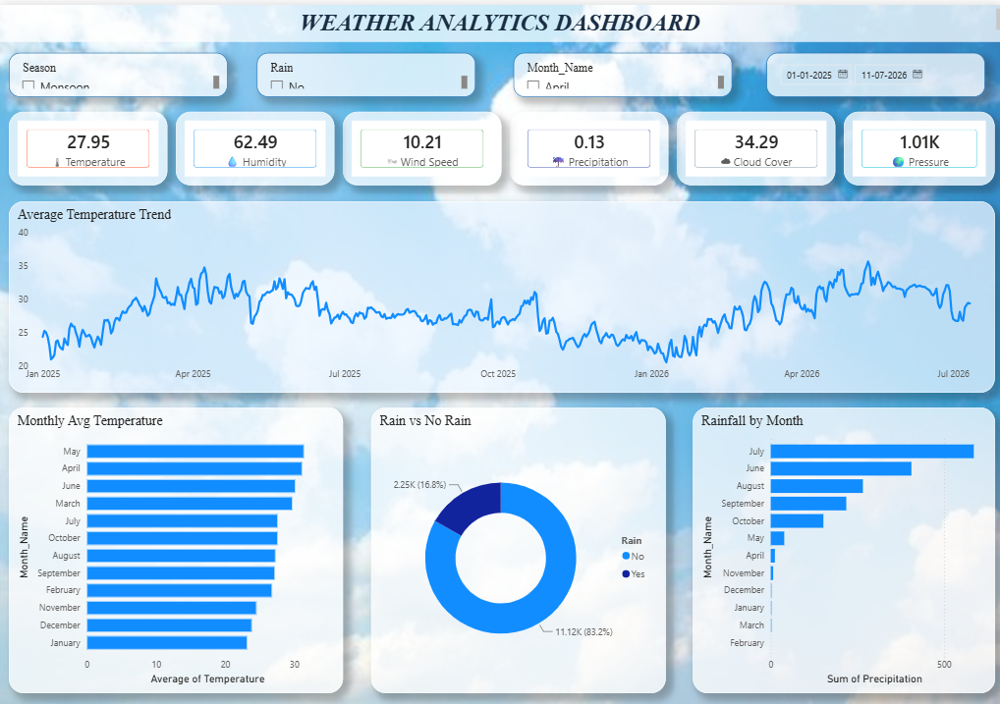 WEATHER ANALYTICS DASHBOARD
Season
Monsoon
Rain
No
Month_Name
April
01-01-2025 11-07-2026
27.95
Temperature
62.49
Humidity
10.21
Wind Speed
0.13
Precipitation
34.29
Cloud Cover
1.01K
Pressure
Average Temperature Trend
40
35
30
25
20
Jan 2025 Apr 2025 Jul 2025 Oct 2025 Jan 2026 Apr 2026 Jul 2026
Monthly Avg Temperature
Month_Name
May
April
June
March
July
October
August
September
February
November
December
January
0 10 20 30
Average of Temperature
Rain vs No Rain
2.25K (16.8%)
11.12K (83.2%)
Rain
No
Yes
Rainfall by Month
Month_Name
July
June
August
September
October
May
April
November
December
January
March
February
0 500
Sum of Precipitation